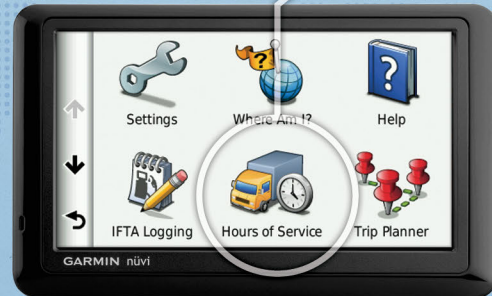 Settings
Where Am I?
Help
IFTA Logging
Hours of Service
Trip Planner
GARMIN nüvi